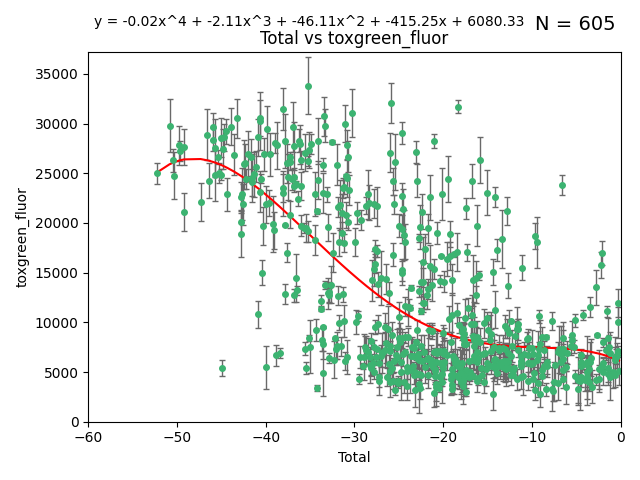 y = -0.02x^4 + -2.11x^3 + -46.11x^2 + -415.25x + 6080.33 N = 605
Total vs toxgreen_fluor
35000
30000
25000
20000
15000
10000
5000
0
toxgreen_fluor
−60 −50 −40 −30 −20 −10 0
Total